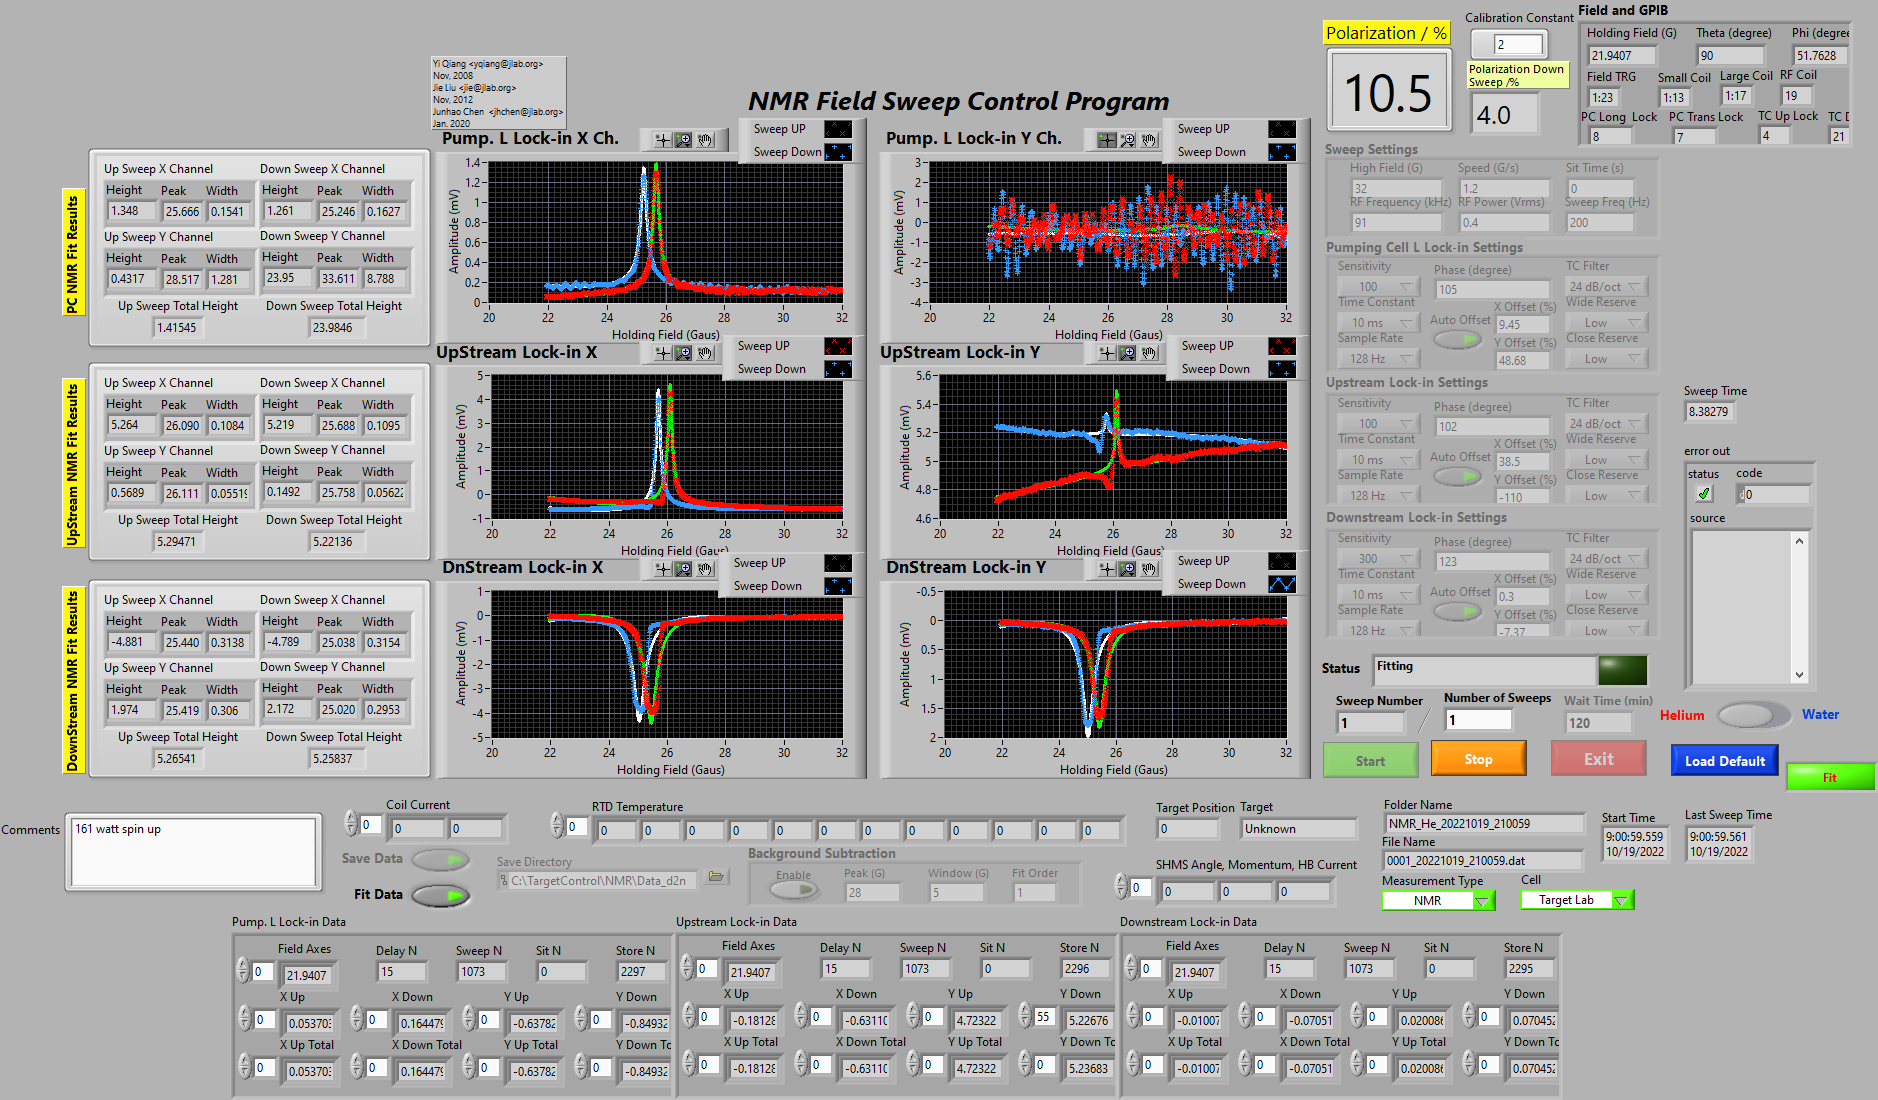 Yi Qiang <yqiang@jlab.org>
Nov, 2008
Jie Liu <jie@jlab.org>
Nov, 2012
Junhao Chen <jhchen@jlab.org>
Jan. 2020
NMR Field Sweep Control Program
Polarization / %
10.5
Calibration Constant
2
Polarization Down
Sweep /%
4.0
Field and GPIB
Holding Field (G) Theta (degree) Phi (degree
21.9407 90 51.7628
Field TRG Small Coil Large Coil RF Coil
1:23 1:13 1:17 19
PC Long Lock PC Trans Lock TC Up Lock TC D
8 7 4 21
PC NMR Fit Results
Up Sweep X Channel Down Sweep X Channel
Height Peak Width Height Peak Width
1.348 25.666 0.1541 1.261 25.246 0.1627
Up Sweep Y Channel Down Sweep Y Channel
Height Peak Width Height Peak Width
0.4317 28.517 1.281 23.95 33.611 8.788
Up Sweep Total Height Down Sweep Total Height
1.41545 23.9846
Pump. L Lock-in X Ch.
Sweep UP
Sweep Down
Amplitude (mV)
1.4
1.2
1
0.8
0.6
0.4
0.2
0
20 22 24 26 28 30 32
Holding Field (Gaus)
Pump. L Lock-in Y Ch.
Sweep UP
Sweep Down
Amplitude (mV)
3
2
1
0
-1
-2
-3
-4
20 22 24 26 28 30 32
Holding Field (Gaus)
UpStream NMR Fit Results
Up Sweep X Channel Down Sweep X Channel
Height Peak Width Height Peak Width
5.264 26.090 0.1084 5.219 25.688 0.1095
Up Sweep Y Channel Down Sweep Y Channel
Height Peak Width Height Peak Width
0.5689 26.111 0.05519 0.1492 25.758 0.05622
Up Sweep Total Height Down Sweep Total Height
5.29471 5.22136
UpStream Lock-in X
Sweep UP
Sweep Down
Amplitude (mV)
5
4
3
2
1
0
-1
20 22 24 26 28 30 32
Holding Field (Gaus)
UpStream Lock-in Y
Sweep UP
Sweep Down
Amplitude (mV)
5.6
5.4
5.2
5
4.8
4.6
20 22 24 26 28 30 32
Holding Field (Gaus)
DownStream NMR Fit Results
Up Sweep X Channel Down Sweep X Channel
Height Peak Width Height Peak Width
-4.881 25.440 0.3138 -4.789 25.038 0.3154
Up Sweep Y Channel Down Sweep Y Channel
Height Peak Width Height Peak Width
1.974 25.419 0.306 2.172 25.020 0.2953
Up Sweep Total Height Down Sweep Total Height
5.26541 5.25837
DnStream Lock-in X
Sweep UP
Sweep Down
Amplitude (mV)
1
0
-1
-2
-3
-4
-5
20 22 24 26 28 30 32
Holding Field (Gaus)
DnStream Lock-in Y
Sweep UP
Sweep Down
Amplitude (mV)
-0.5
0
0.5
1
1.5
2
20 22 24 26 28 30 32
Holding Field (Gaus)
Sweep Settings
High Field (G) Speed (G/s) Sit Time (s)
32 1.2 0
RF Frequency (kHz) RF Power (Vrms) Sweep Freq (Hz)
91 0.4 200
Pumping Cell L Lock-in Settings
Sensitivity Phase (degree) TC Filter
100 105 24 dB/oct
Time Constant X Offset (%) Wide Reserve
10 ms Auto Offset 9.45 Low
Sample Rate Y Offset (%) Close Reserve
128 Hz 48.68 Low
Upstream Lock-in Settings
Sensitivity Phase (degree) TC Filter
100 102 24 dB/oct
Time Constant X Offset (%) Wide Reserve
10 ms Auto Offset 38.5 Low
Sample Rate Y Offset (%) Close Reserve
128 Hz -110 Low
Downstream Lock-in Settings
Sensitivity Phase (degree) TC Filter
300 123 24 dB/oct
Time Constant X Offset (%) Wide Reserve
10 ms Auto Offset 0.3 Low
Sample Rate Y Offset (%) Close Reserve
128 Hz -7.37 Low
Sweep Time
8.38279
error out
status code
0
source
Status Fitting
Sweep Number Number of Sweeps Wait Time (min)
1 / 1 120
Helium Water
Start Stop Exit Load Default
Fit
Comments
161 watt spin up
Coil Current
0 0 0
Save Data
Fit Data
RTD Temperature
0 0 0 0 0 0 0 0 0 0 0 0 0
Save Directory
C:\TargetControl\NMR\Data_d2n
Background Subtraction
Enable Peak (G) Window (G) Fit Order
28 5 1
Target Position Target
0 Unknown
SHMS Angle, Momentum, HB Current
0 0 0 0
Folder Name
NMR_He_20221019_210059
File Name
0001_20221019_210059.dat
Measurement Type Cell
NMR Target Lab
Start Time Last Sweep Time
9:00:59.559 9:00:59.561
10/19/2022 10/19/2022
Pump. L Lock-in Data
Field Axes Delay N Sweep N Sit N Store N
0 21.9407 15 1073 0 2297
X Up X Down Y Up Y Down
0 0.05370 0 0.164479 0 -0.63782 0 -0.84932
X Up Total X Down Total Y Up Total Y Down To
0 0.05370 0 0.164479 0 -0.63782 0 -0.84932
Upstream Lock-in Data
Field Axes Delay N Sweep N Sit N Store N
0 21.9407 15 1073 0 2296
X Up X Down Y Up Y Down
0 -0.18128 0 -0.63110 0 4.72322 55 5.22676
X Up Total X Down Total Y Up Total Y Down To
0 -0.18128 0 -0.63110 0 4.72322 0 5.23683
Downstream Lock-in Data
Field Axes Delay N Sweep N Sit N Store N
0 21.9407 15 1073 0 2295
X Up X Down Y Up Y Down
0 -0.01007 0 -0.07051 0 0.020086 0 0.070452
X Up Total X Down Total Y Up Total Y Down To
0 -0.01007 0 -0.07051 0 0.020086 0 0.070452